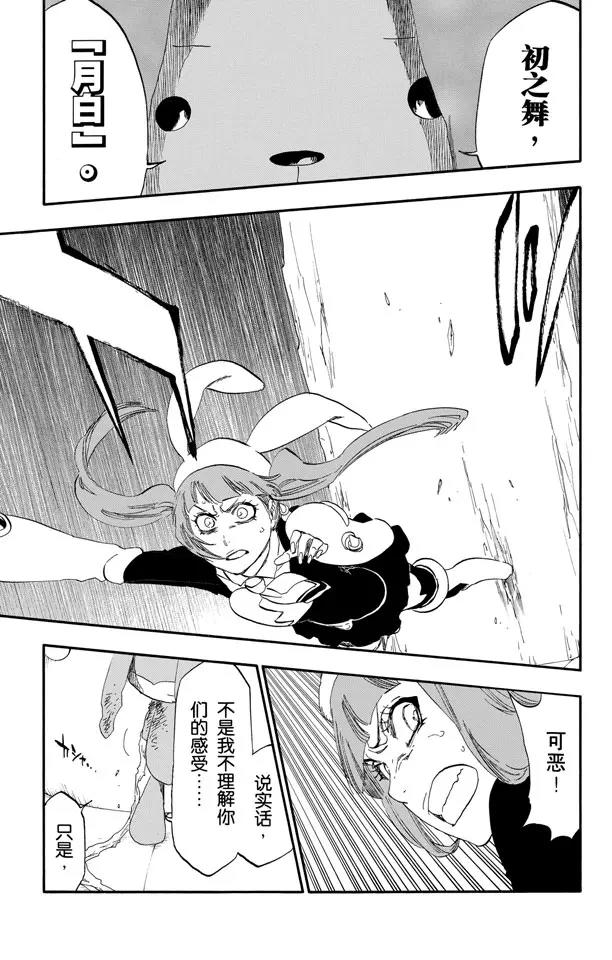 初之舞，
『月白』。
可恶！
说实话，
不是我不理解你
们的感受……
只是，